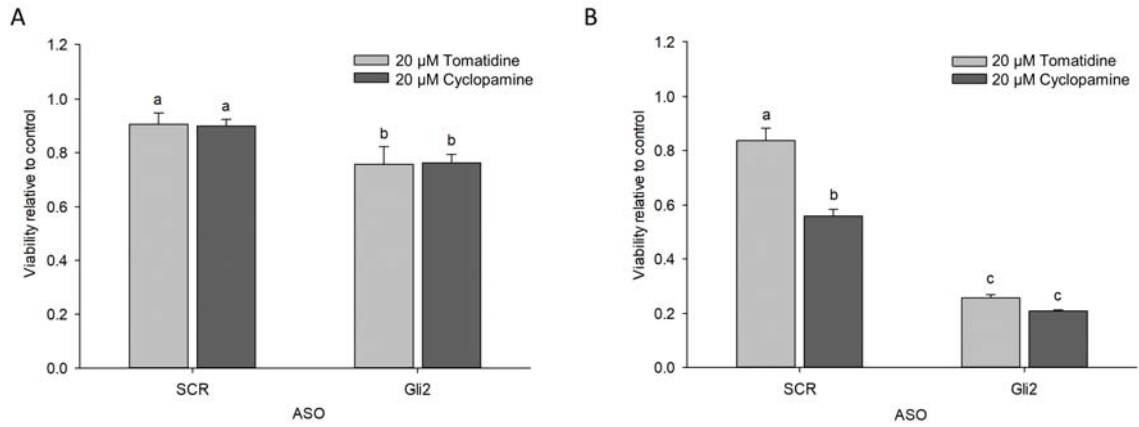 A
Viability relative to control
1.2
1.0
0.8
0.6
0.4
0.2
0.0
20 µM Tomatidine
20 µM Cyclopamine
a
a
b
b
SCR
Gli2
ASO
B
Viability relative to control
1.2
1.0
0.8
0.6
0.4
0.2
0.0
20 µM Tomatidine
20 µM Cyclopamine
a
b
c
c
SCR
Gli2
ASO